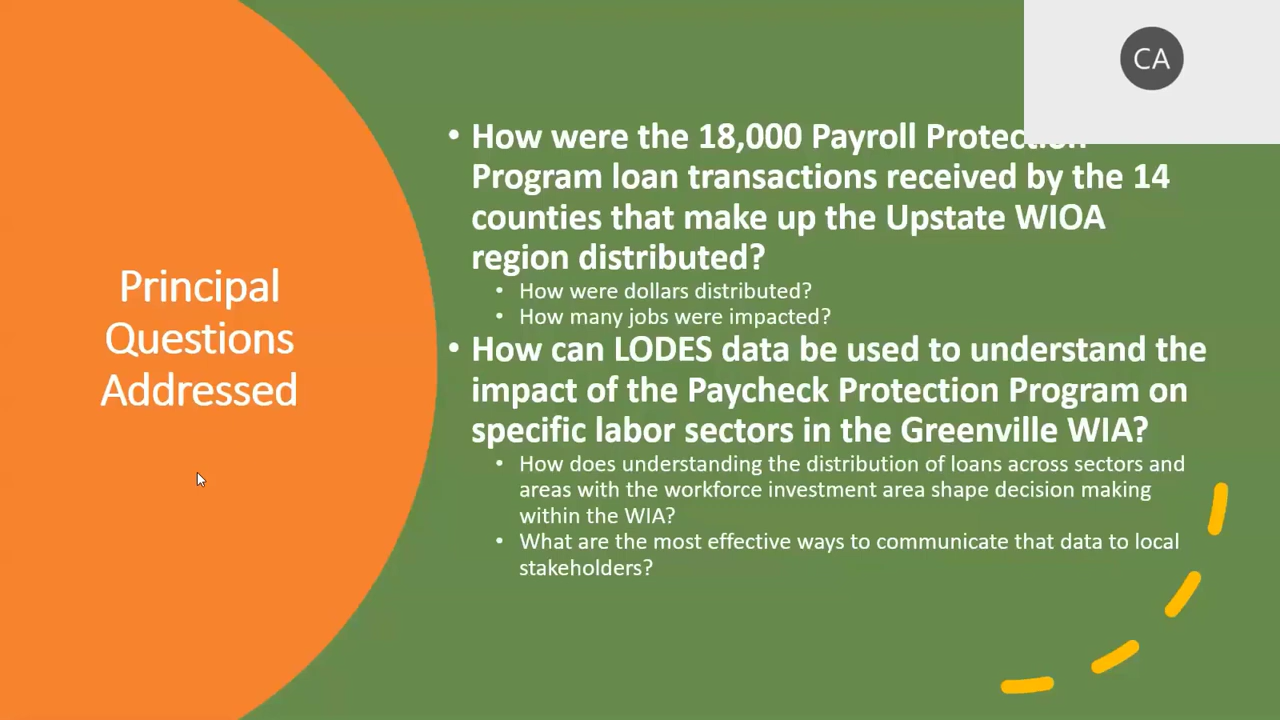 Principal
Questions
Addressed
CA
• How were the 18,000 Payroll Protection
Program loan transactions received by the 14
counties that make up the Upstate WIOA
region distributed?
• How were dollars distributed?
• How many jobs were impacted?
• How can LODES data be used to understand the
impact of the Paycheck Protection Program on
specific labor sectors in the Greenville WIA?
• How does understanding the distribution of loans across sectors and
areas with the workforce investment area shape decision making
within the WIA?
• What are the most effective ways to communicate that data to local
stakeholders?